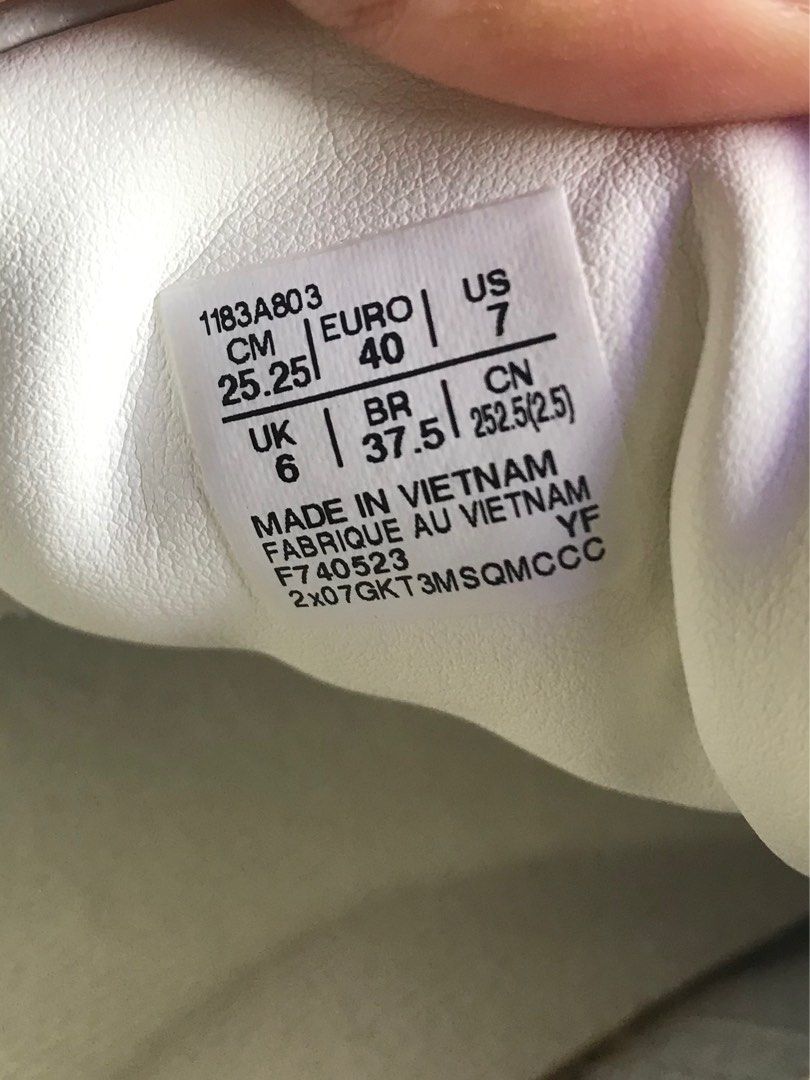 1183A803
CM | EURO | US
25.25 | 40 | 7
UK | BR | CN
6 | 37.5 | 252.5(2.5)
MADE IN VIETNAM
FABRIQUE AU VIETNAM
F740523 YF
2x07GKT3MSQMCCC